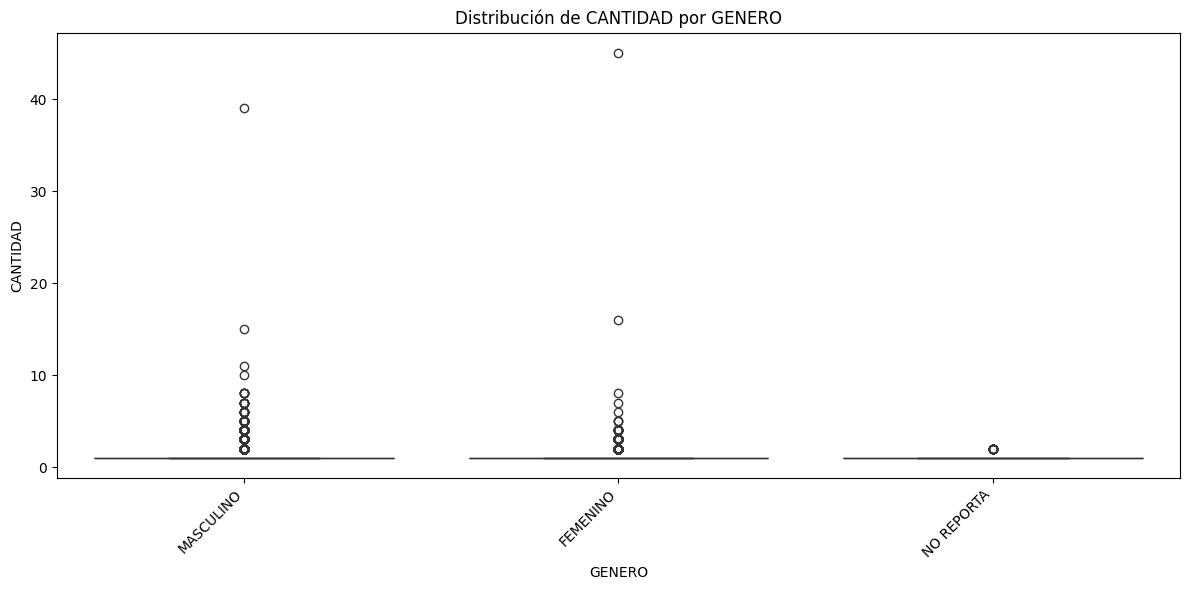 Distribución de CANTIDAD por GENERO
CANTIDAD
40
30
20
10
0
MASCULINO
FEMENINO
NO REPORTA
GENERO